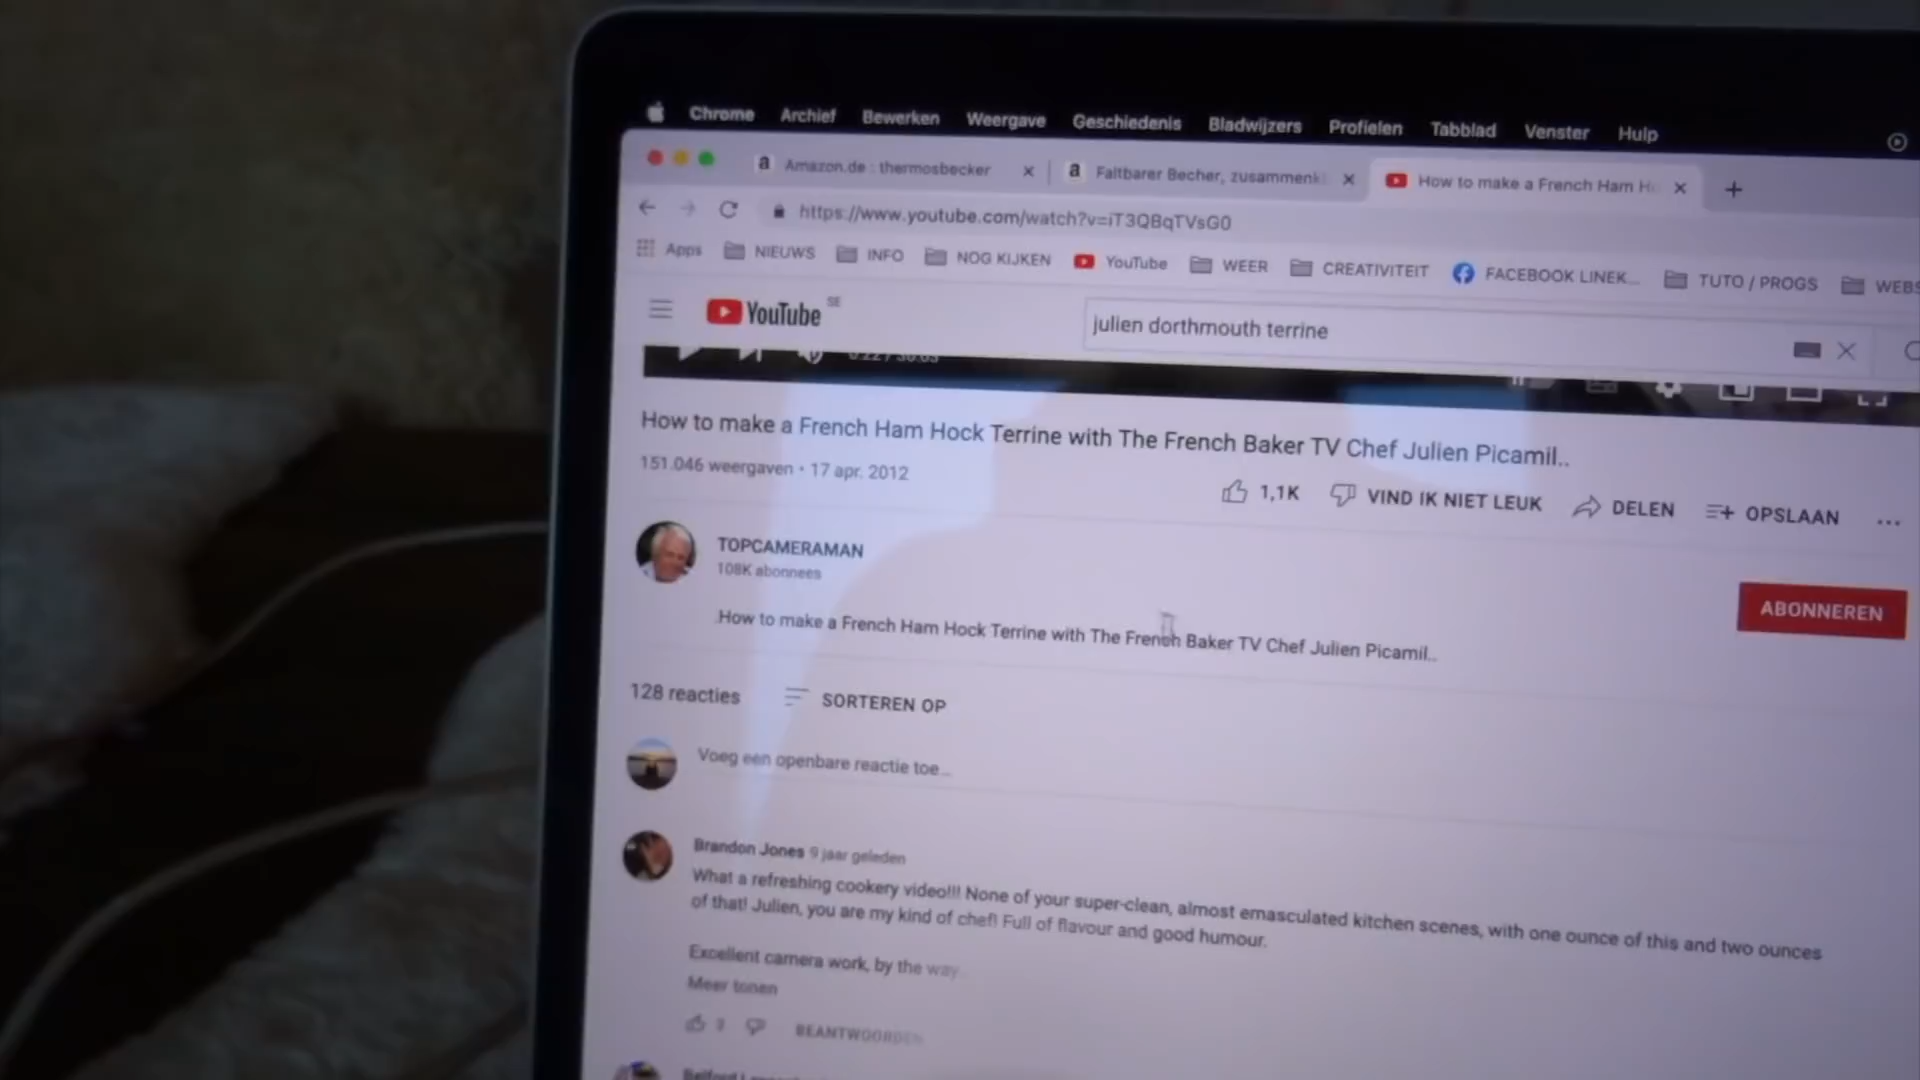 Chrome Archief Bewerken Weergave Geschiedenis Bladwijzers Profielen Tabblad Venster Hulp
a Amazon.de : thermosbecker a Faltbarer Becher, zusammenkl How to make a French Ham H
https://www.youtube.com/watch?v=iT3QBqTVsG0
Apps NIEUWS INFO NOG KIJKEN YouTube WEER CREATIVITEIT FACEBOOK LINEK... TUTO / PROGS WEBS
YouTube SE julien dorthmouth terrine
How to make a French Ham Hock Terrine with The French Baker TV Chef Julien Picamil..
151.046 weergaven • 17 apr. 2012
1,1K VIND IK NIET LEUK DELEN OPSLAAN ...
TOPCAMERAMAN
108K abonnees
ABONNEREN
.How to make a French Ham Hock Terrine with The French Baker TV Chef Julien Picamil..
128 reacties SORTEREN OP
Voeg een openbare reactie toe...
Brandon Jones 9 jaar geleden
What a refreshing cookery video!!! None of your super-clean, almost emasculated kitchen scenes, with one ounce of this and two ounces
of that! Julien, you are my kind of chef! Full of flavour and good humour.
Excellent camera work, by the way.
Meer tonen
BEANTWOORDEN